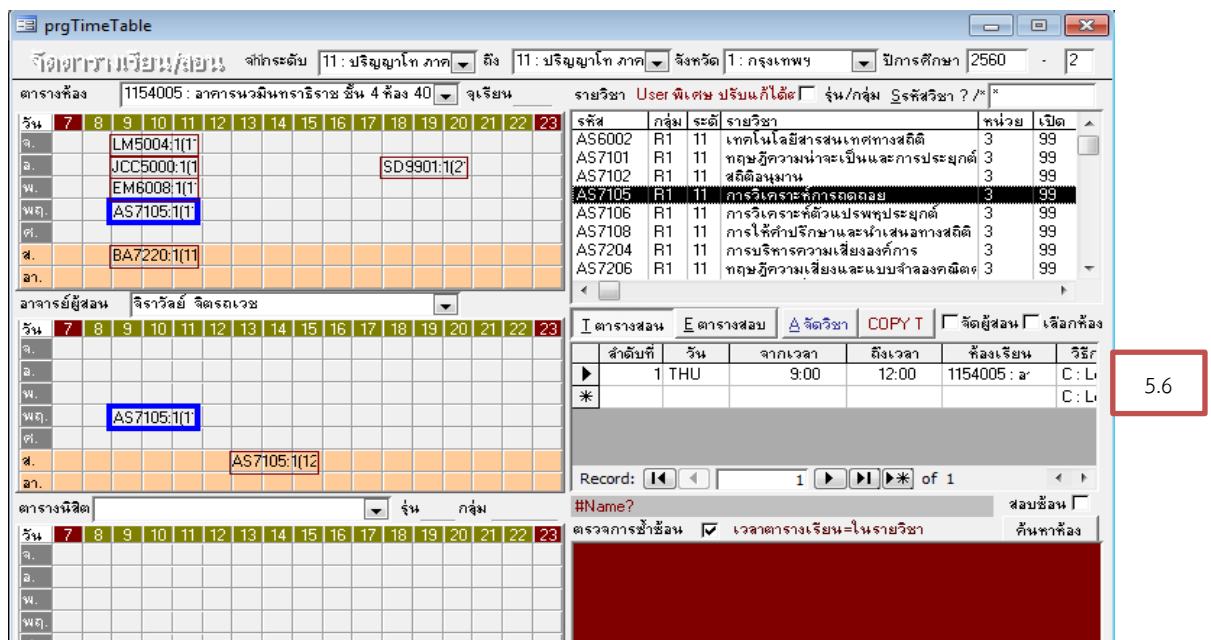 prgTimeTable
จัดตารางเรียน/สอน ระดับ 11 : ปริญญาโท ภาค ถึง 11 : ปริญญาโท ภาค จังหวัด 1 : กรุงเทพฯ ปีการศึกษา 2560 - 2
ตารางห้อง 1154005 : อาคารนวมินทราธิราช ชั้น 4 ห้อง 40 จุเรียน
วัน 7 8 9 10 11 12 13 14 15 16 17 18 19 20 21 22 23
จ. LM5004:1(1
อ. JCC5000:1(1 SD9901:1(2
พ. EM6008:1(1
พฤ. AS7105:1(1
ศ.
ส. BA7220:1(11
อา.
อาจารย์ผู้สอน จิราวัลย์ จิตรถเวช
วัน 7 8 9 10 11 12 13 14 15 16 17 18 19 20 21 22 23
จ.
อ.
พ.
พฤ. AS7105:1(1
ศ.
ส. AS7105:1(12
อา.
ตารางนิสิต รุ่น กลุ่ม
วัน 7 8 9 10 11 12 13 14 15 16 17 18 19 20 21 22 23
จ.
อ.
พ.
พฤ.
รายวิชา User พิเศษ ปรับแก้ได้ รุ่น/กลุ่ม Sรหัสวิชา ? /* *
รหัส กลุ่ม ระดั รายวิชา หน่วย เปิด
AS6002 R1 11 เทคโนโลยีสารสนเทศทางสถิติ 3 99
AS7101 R1 11 ทฤษฎีความน่าจะเป็นและการประยุกต์ 3 99
AS7102 R1 11 สถิติอนุมาน 3 99
AS7105 R1 11 การวิเคราะห์การถดถอย 3 99
AS7106 R1 11 การวิเคราะห์ตัวแปรพหุประยุกต์ 3 99
AS7108 R1 11 การให้คำปรึกษาและนำเสนอทางสถิติ 3 99
AS7204 R1 11 การบริหารความเสี่ยงองค์การ 3 99
AS7206 R1 11 ทฤษฎีความเสี่ยงและแบบจำลองคณิต 3 99
T ตารางสอน E ตารางสอบ A จัดวิชา COPY T จัดผู้สอน เลือกห้อง
ลำดับที่ วัน จากเวลา ถึงเวลา ห้องเรียน วิธีก
1 THU 9:00 12:00 1154005 : อา C : Le
C : Le
Record: 1 of 1
#Name? สอบซ้อน
ตรวจการซ้ำซ้อน เวลาตารางเรียน=ในรายวิชา ค้นหาห้อง
5.6